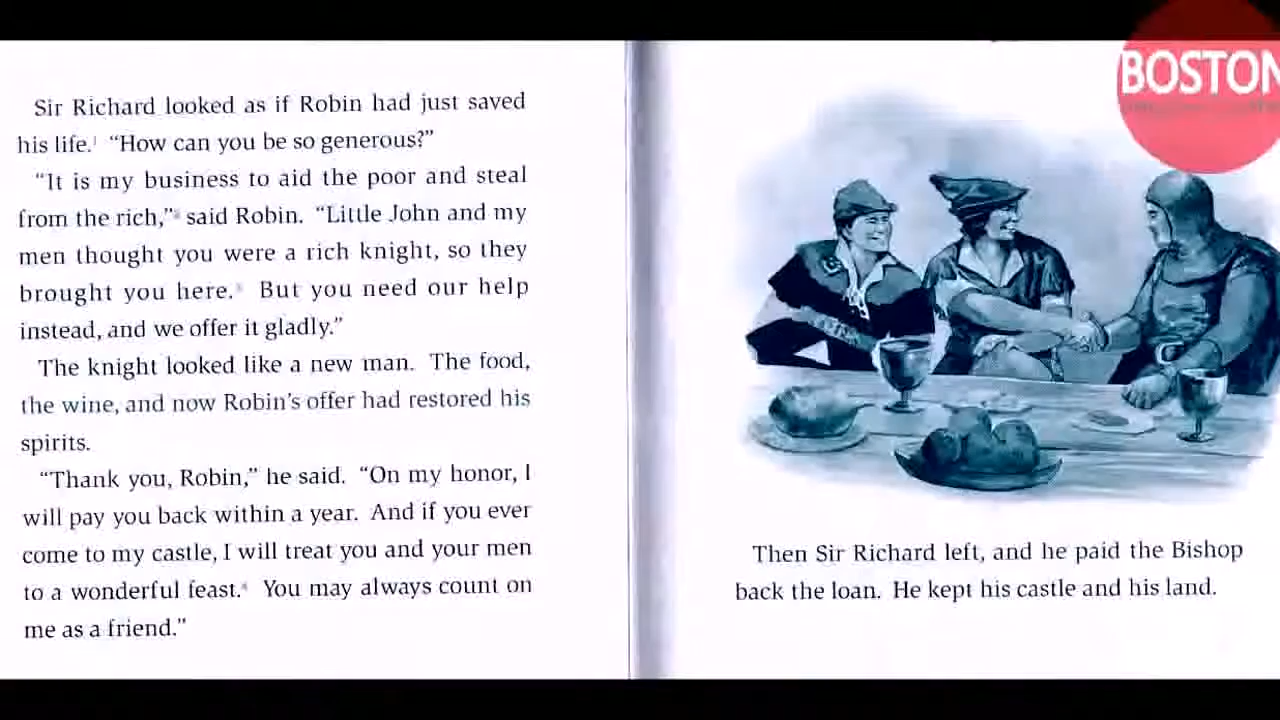 Sir Richard looked as if Robin had just saved
his life.¹ “How can you be so generous?”
“It is my business to aid the poor and steal
from the rich,” said Robin. “Little John and my
men thought you were a rich knight, so they
brought you here. But you need our help
instead, and we offer it gladly.”
The knight looked like a new man. The food,
the wine, and now Robin’s offer had restored his
spirits.
“Thank you, Robin,” he said. “On my honor, I
will pay you back within a year. And if you ever
come to my castle, I will treat you and your men
to a wonderful feast.⁴ You may always count on
me as a friend.”
BOSTON
Then Sir Richard left, and he paid the Bishop
back the loan. He kept his castle and his land.